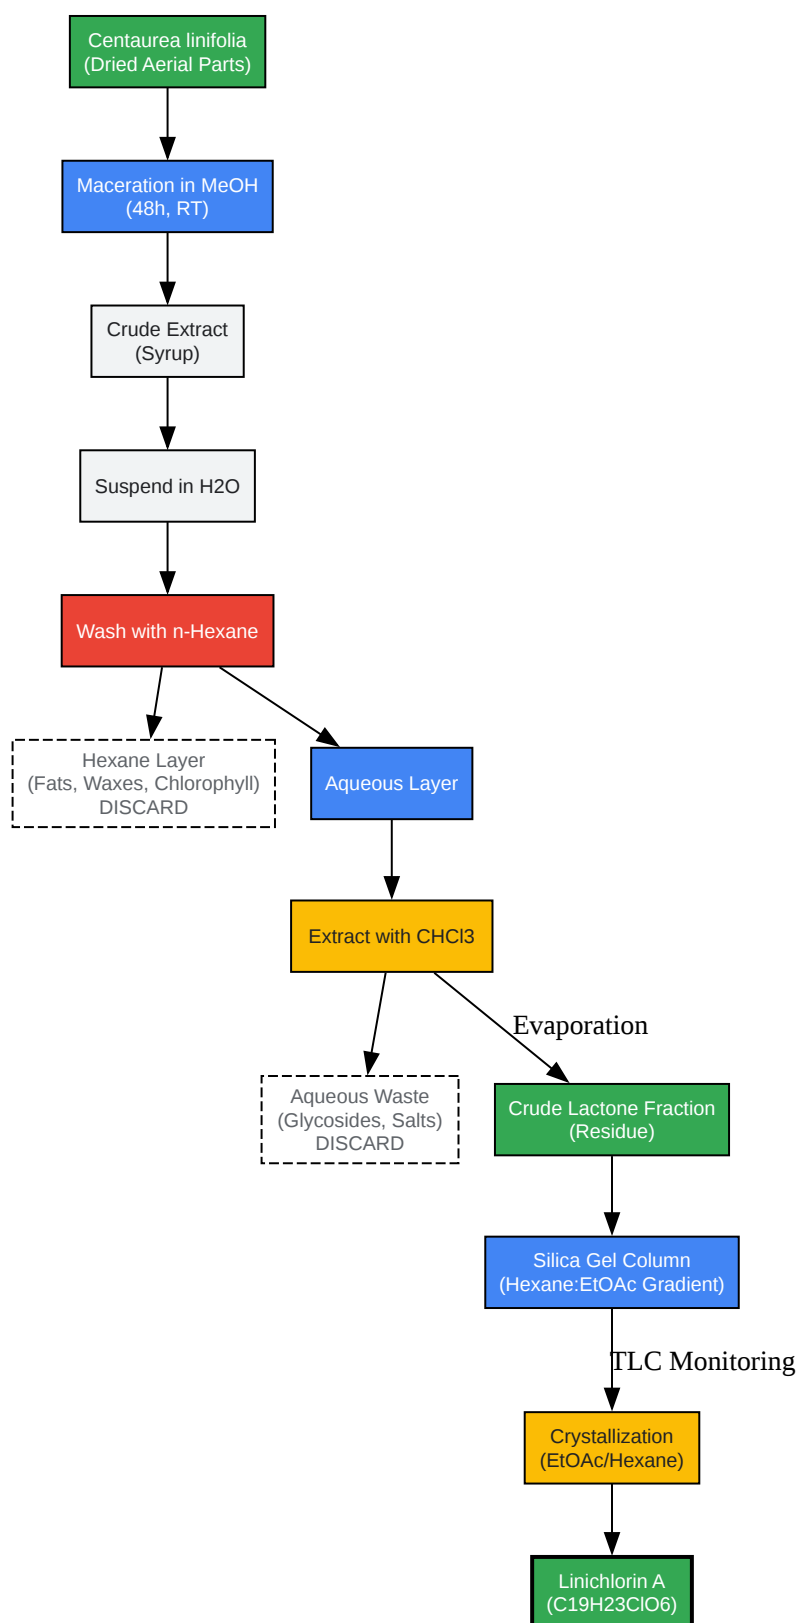 Centaurea linifolia
(Dried Aerial Parts)
Maceration in MeOH
(48h, RT)
Crude Extract
(Syrup)
Suspend in H2O
Wash with n-Hexane
Hexane Layer
(Fats, Waxes, Chlorophyll)
DISCARD
Aqueous Layer
Extract with CHCl3
Evaporation
Aqueous Waste
(Glycosides, Salts)
DISCARD
Crude Lactone Fraction
(Residue)
Silica Gel Column
(Hexane:EtOAc Gradient)
TLC Monitoring
Crystallization
(EtOAc/Hexane)
Linichlorin A
(C19H23ClO6)